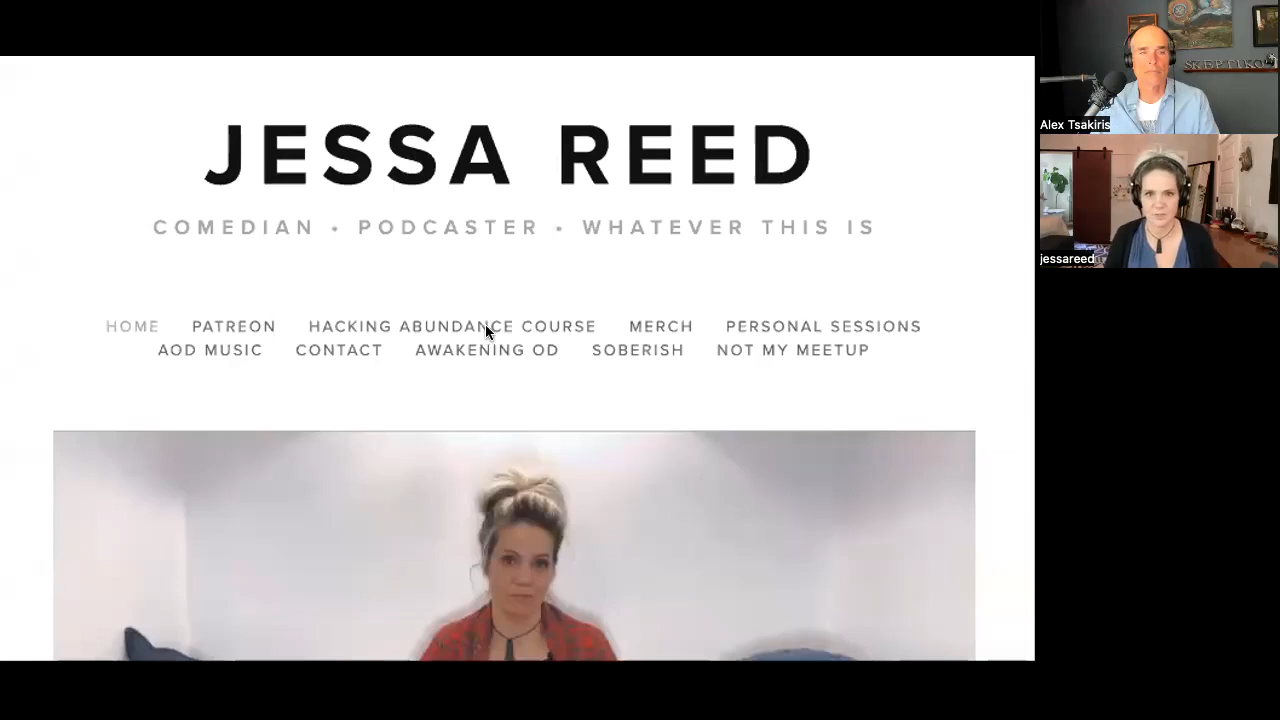 JESSA REED
COMEDIAN • PODCASTER • WHATEVER THIS IS
HOME PATREON HACKING ABUNDANCE COURSE MERCH PERSONAL SESSIONS
AOD MUSIC CONTACT AWAKENING OD SOBERISH NOT MY MEETUP
SKEPTIKO
Alex Tsakiris
jessareed